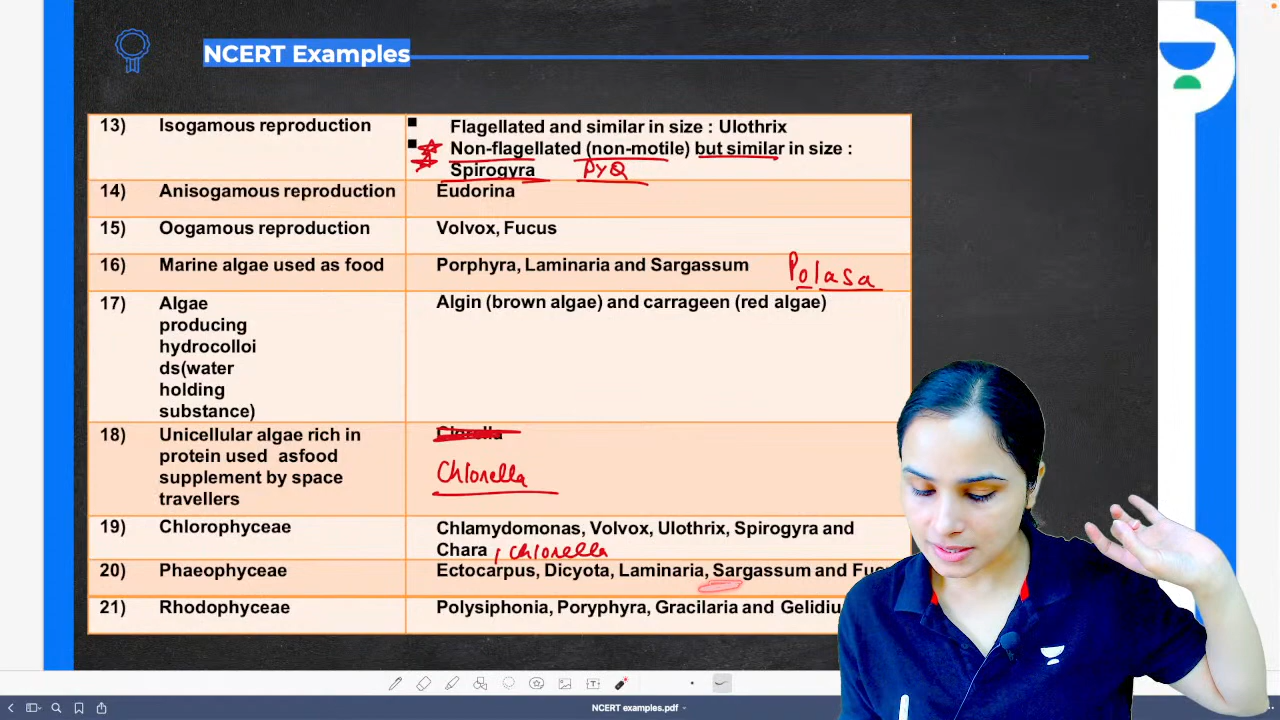 NCERT Examples
13) Isogamous reproduction
Flagellated and similar in size : Ulothrix
Non-flagellated (non-motile) but similar in size :
Spirogyra PYQ
14) Anisogamous reproduction Eudorina
15) Oogamous reproduction Volvox, Fucus
16) Marine algae used as food Porphyra, Laminaria and Sargassum Polasa
17) Algae
producing
hydrocolloi
ds(water
holding
substance)
Algin (brown algae) and carrageen (red algae)
18) Unicellular algae rich in
protein used asfood
supplement by space
travellers
Chlorella
19) Chlorophyceae
Chlamydomonas, Volvox, Ulothrix, Spirogyra and
Chara , chlorella
20) Phaeophyceae Ectocarpus, Dicyota, Laminaria, Sargassum and
21) Rhodophyceae Polysiphonia, Poryphyra, Gracilaria and
NCERT examples.pdf